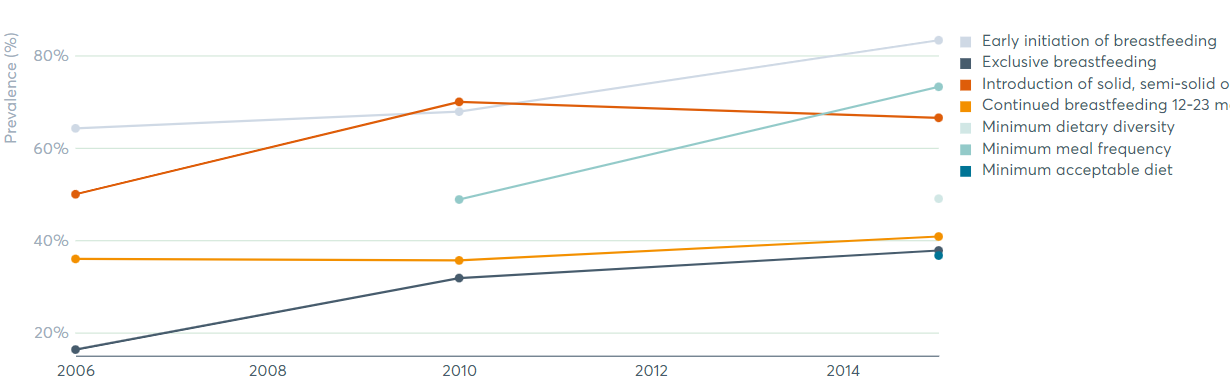 Prevalence (%)
80%
60%
40%
20%
2006 2008 2010 2012 2014
Early initiation of breastfeeding
Exclusive breastfeeding
Introduction of solid, semi-solid o
Continued breastfeeding 12-23 m
Minimum dietary diversity
Minimum meal frequency
Minimum acceptable diet